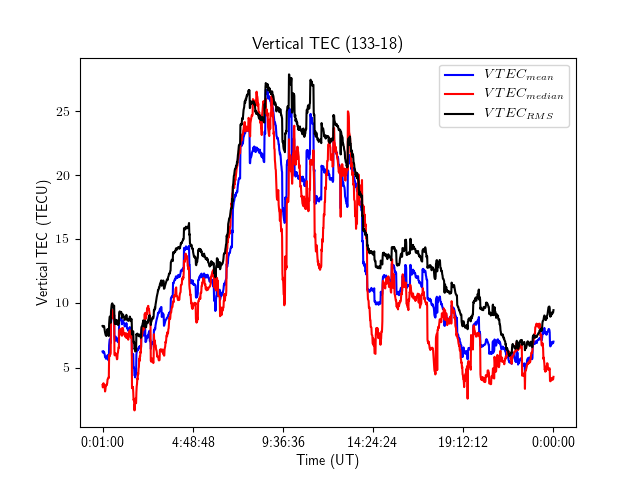 Vertical TEC (133-18)
VTEC_mean
VTEC_median
VTEC_RMS
Vertical TEC (TECU)
25
20
15
10
5
0:01:00 4:48:48 9:36:36 14:24:24 19:12:12 0:00:00
Time (UT)